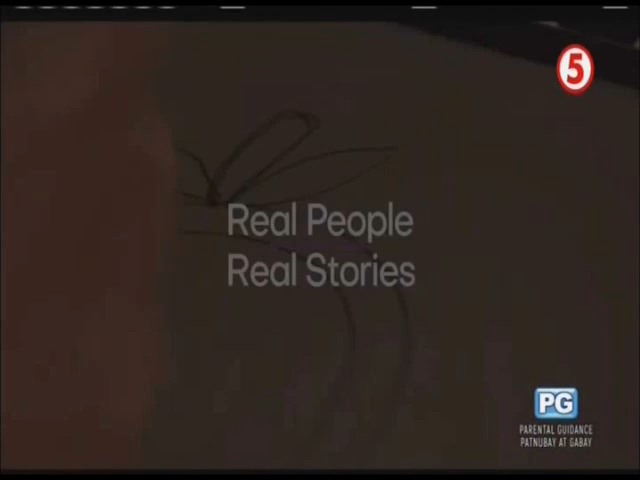 5
Real People
Real Stories
PG
PARENTAL GUIDANCE
PATNUBAY AT GABAY